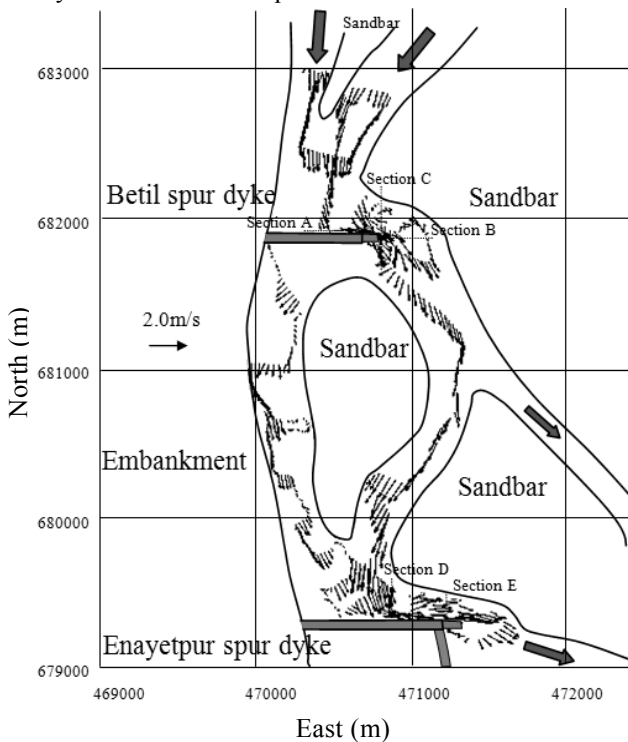 Sandbar
683000
Section C
Betil spur dyke
Sandbar
682000
Section A
Section B
2.0m/s
Sandbar
North (m)
681000
Embankment
Sandbar
680000
Section D
Section E
Enayetpur spur dyke
679000
469000
470000
471000
472000
East (m)